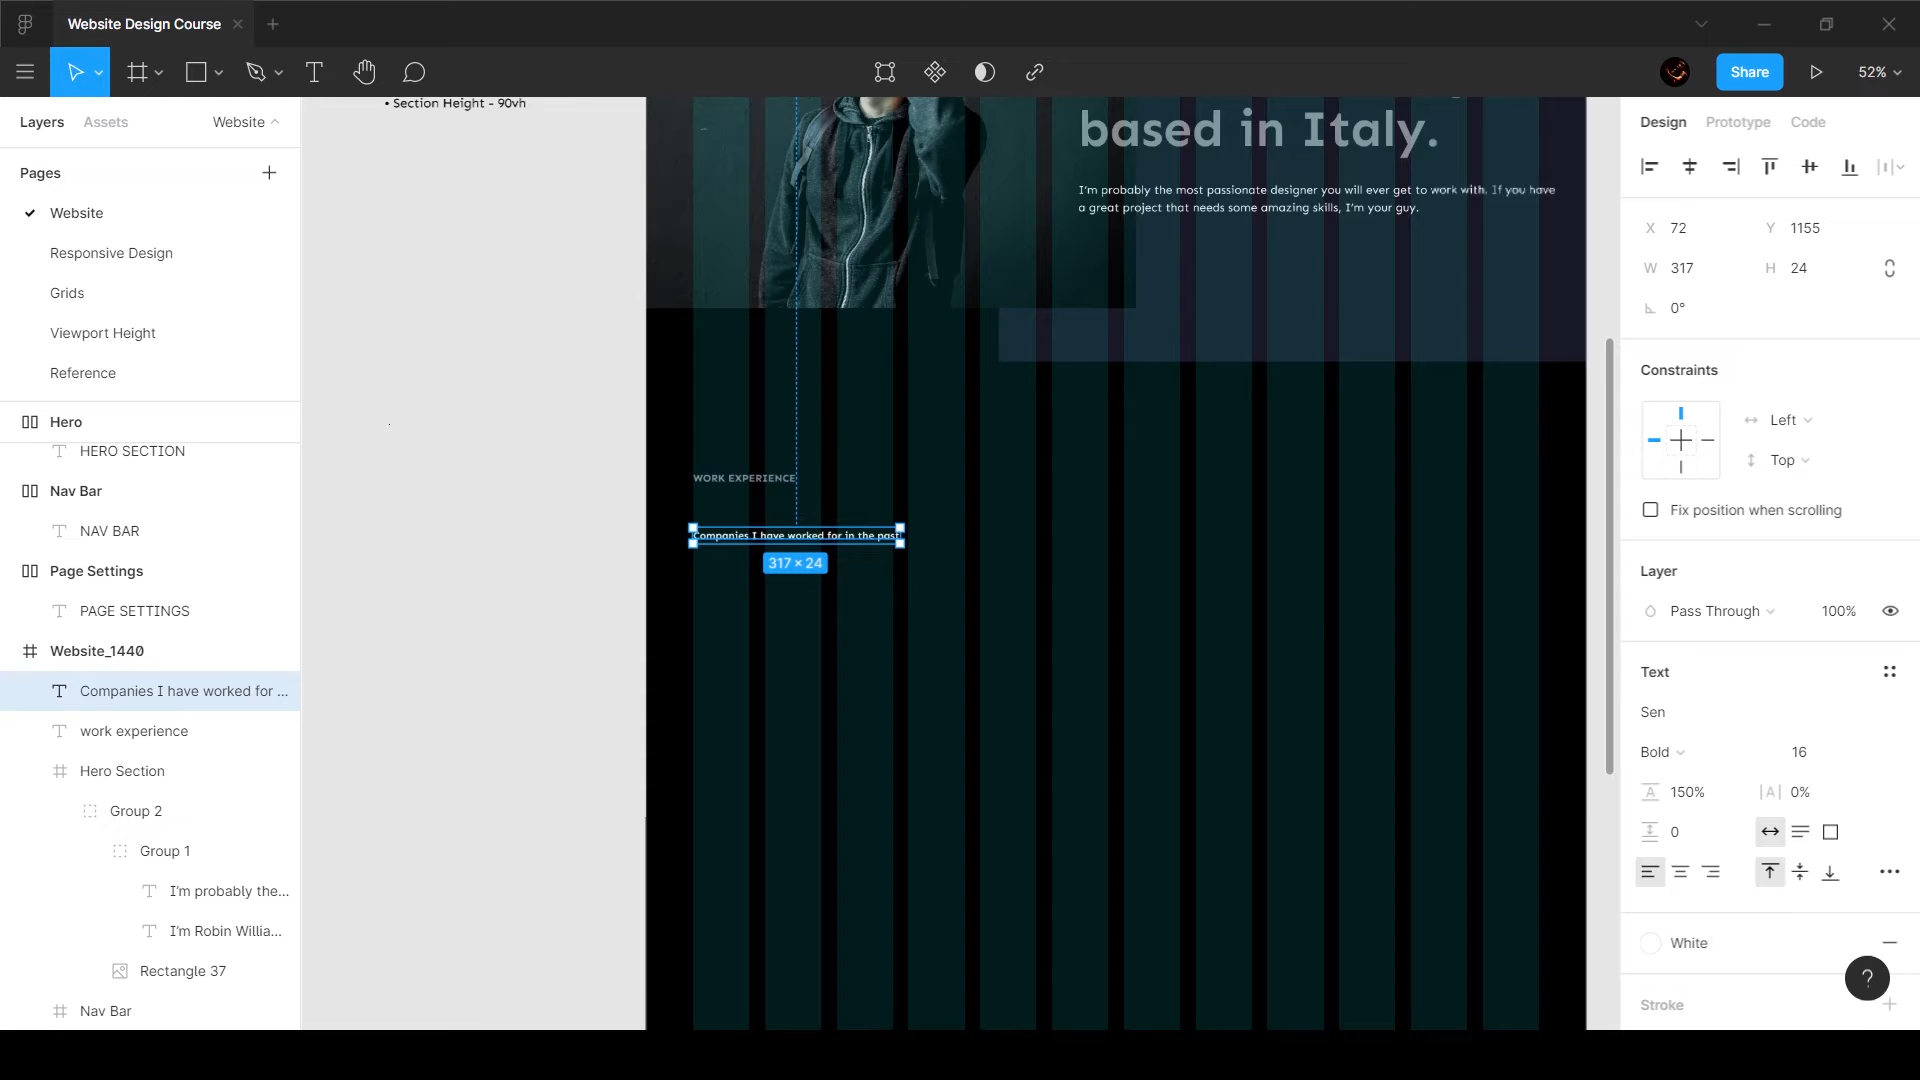 Website Design Course
Share
52%
Layers
Assets
Website
Pages
Website
Responsive Design
Grids
Viewport Height
Reference
Hero
HERO SECTION
Nav Bar
NAV BAR
Page Settings
PAGE SETTINGS
Website_1440
Companies I have worked for ...
work experience
Hero Section
Group 2
Group 1
I'm probably the...
I'm Robin Willia...
Rectangle 37
Nav Bar
• Section Height - 90vh
based in Italy.
I'm probably the most passionate designer you will ever get to work with. If you have
a great project that needs some amazing skills, I'm your guy.
WORK EXPERIENCE
Companies I have worked for in the past
317 × 24
Design
Prototype
Code
X 72
Y 1155
W 317
H 24
0°
Constraints
Left
Top
Fix position when scrolling
Layer
Pass Through
100%
Text
Sen
Bold
16
150%
|A| 0%
0
White
?
Stroke